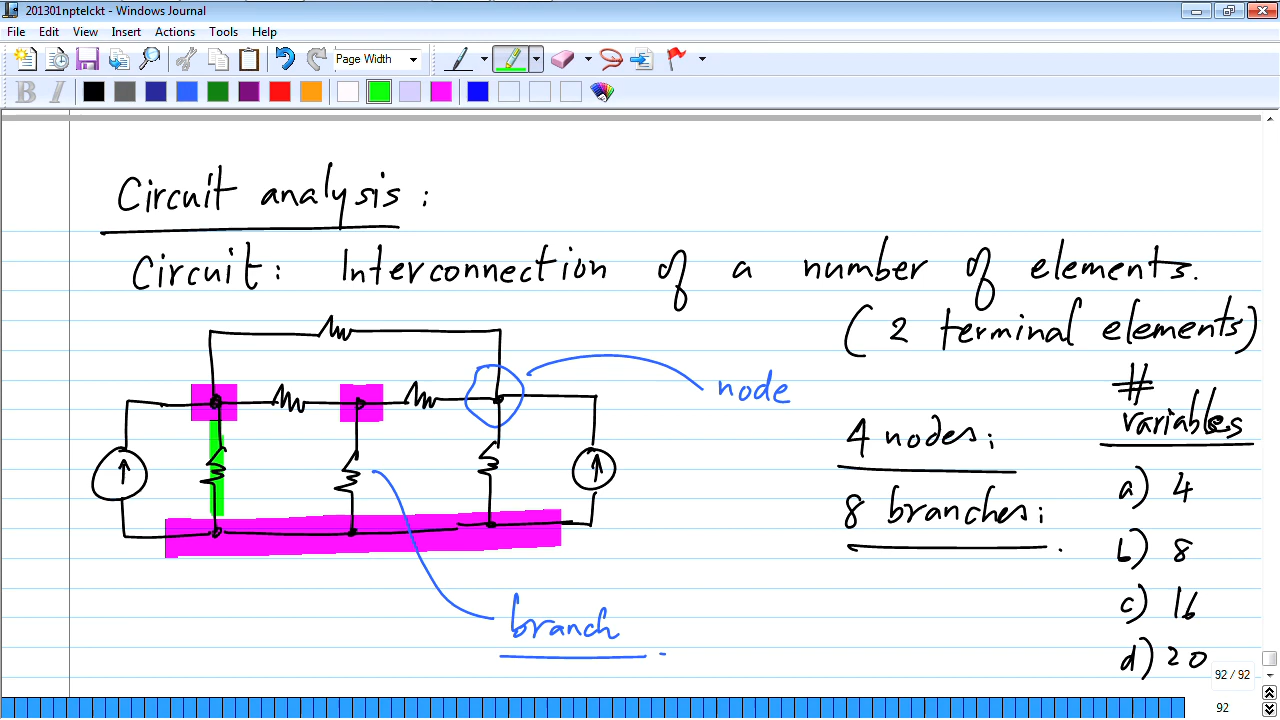 201301nptelckt - Windows Journal
File Edit View Insert Actions Tools Help
Page Width
B I
Circuit analysis :
Circuit : Interconnection of a number of elements.
( 2 terminal elements)
node
# variables
4 nodes :
8 branches :
a) 4
b) 8
c) 16
d) 20
branch
92 / 92
92